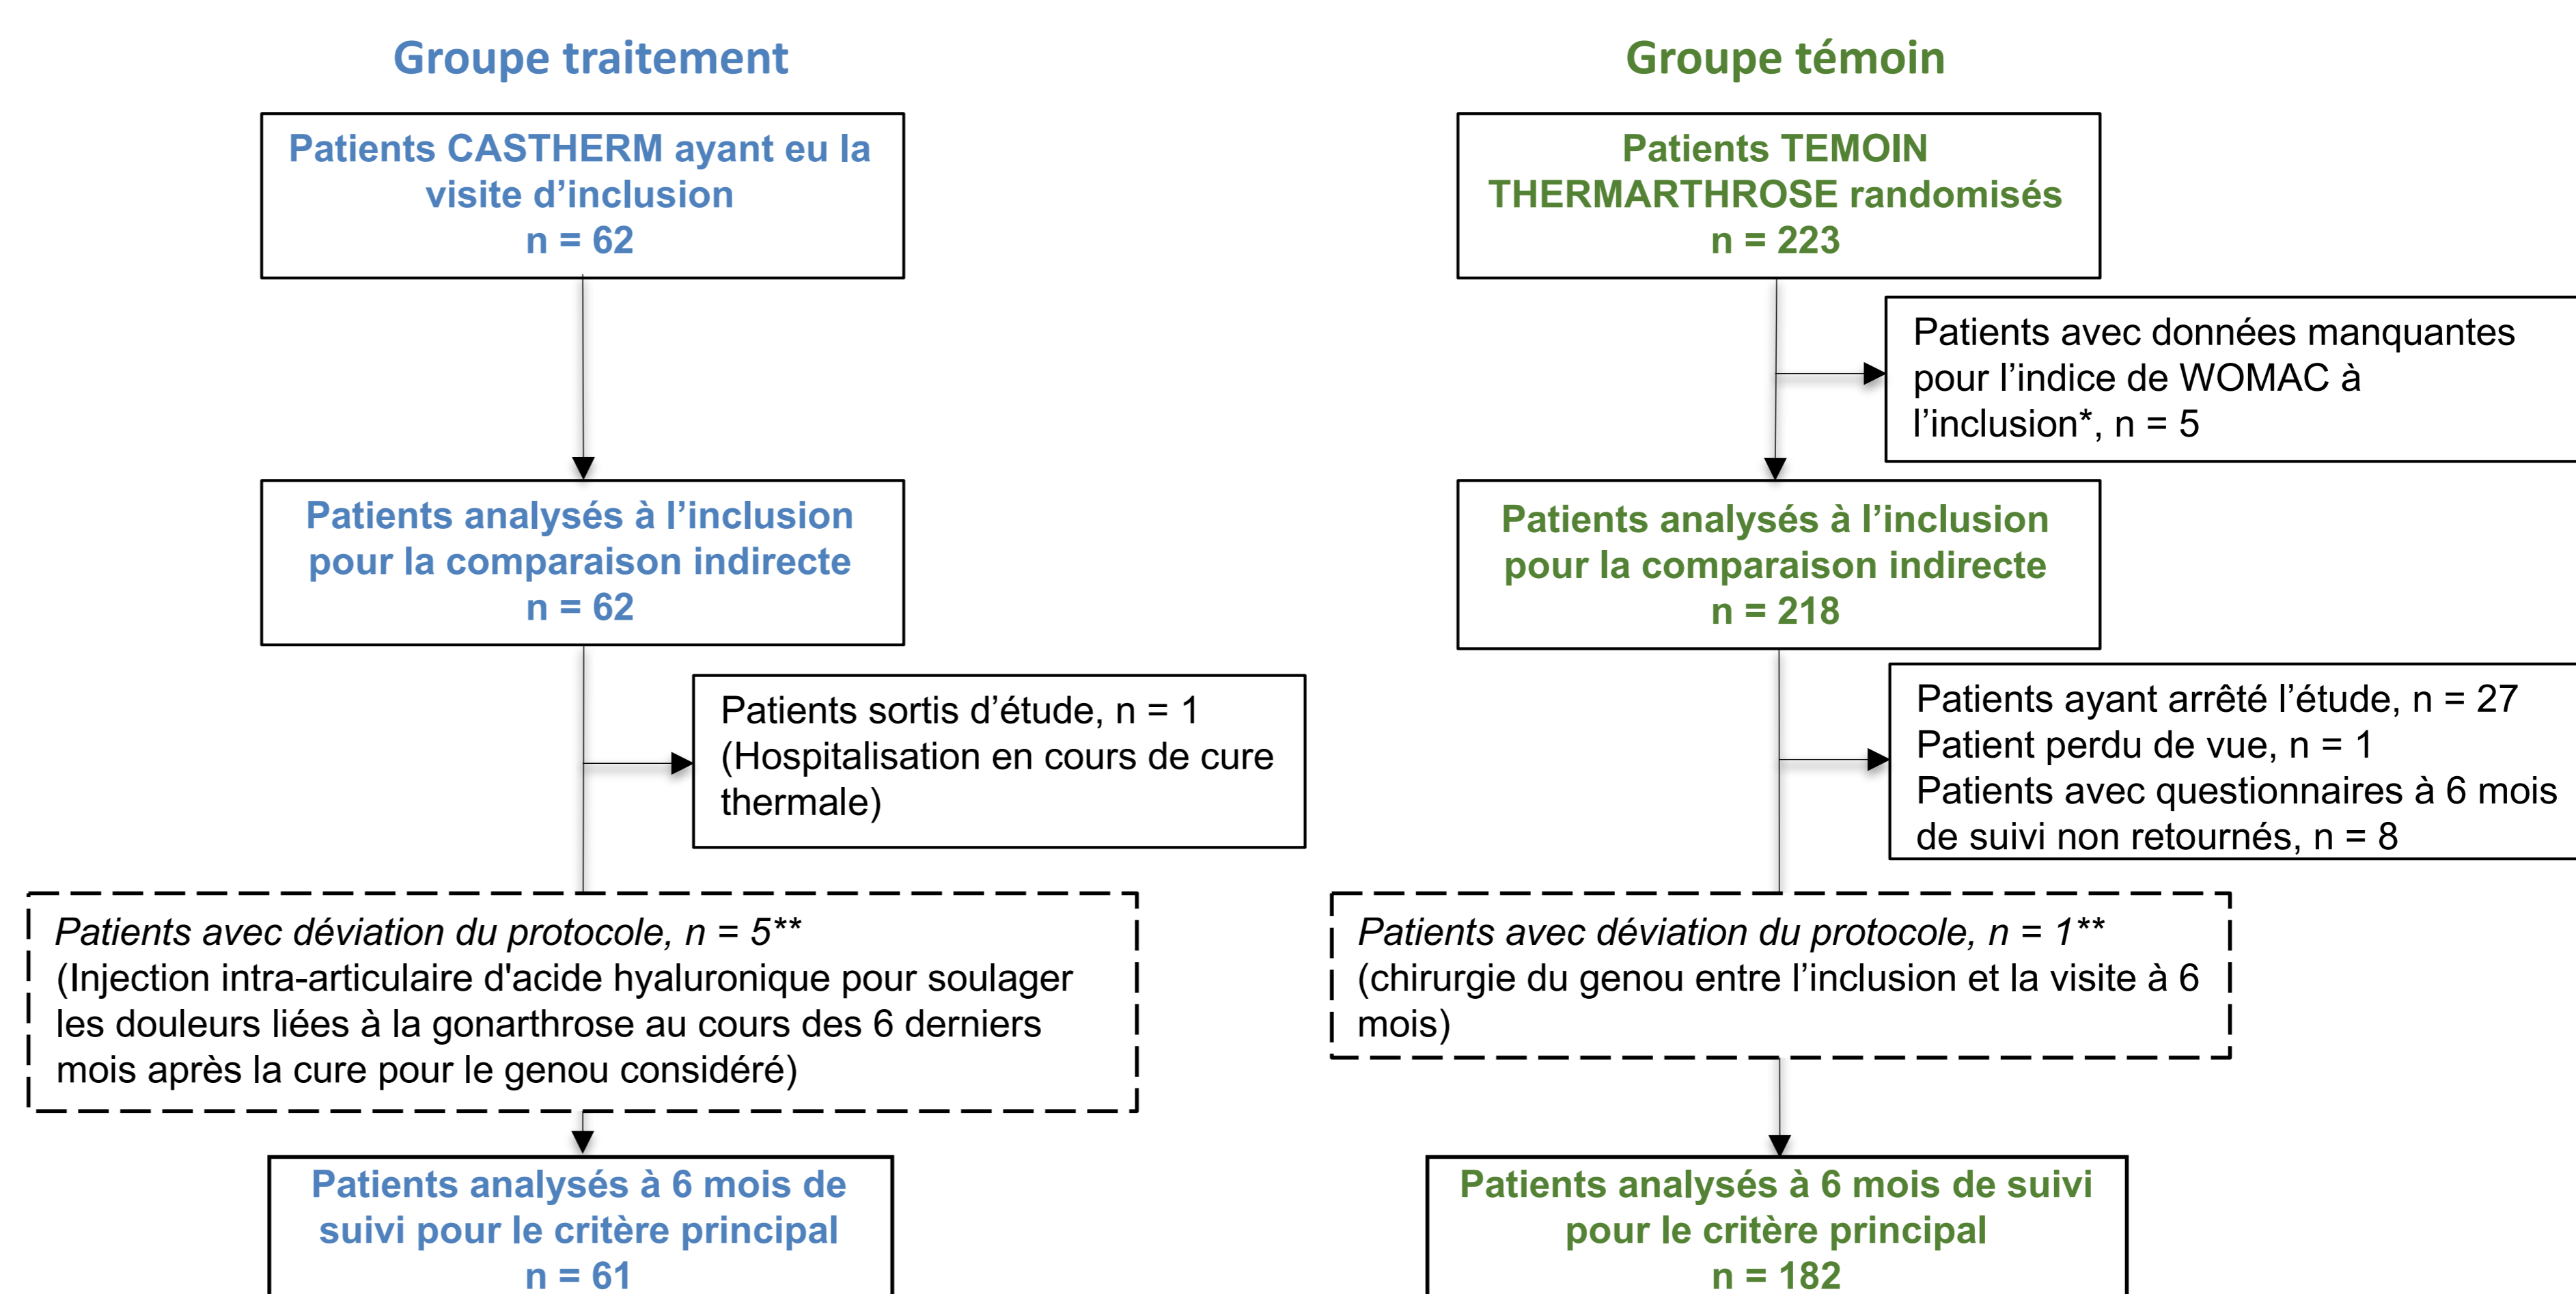 Groupe traitement
Patients CASTHERM ayant eu la
visite d’inclusion
n = 62
Patients analysés à l’inclusion
pour la comparaison indirecte
n = 62
Patients sortis d’étude, n = 1
(Hospitalisation en cours de cure
thermale)
Patients avec déviation du protocole, n = 5**
(Injection intra-articulaire d'acide hyaluronique pour soulager
les douleurs liées à la gonarthrose au cours des 6 derniers
mois après la cure pour le genou considéré)
Patients analysés à 6 mois de
suivi pour le critère principal
n = 61
Groupe témoin
Patients TEMOIN
THERMARTHROSE randomisés
n = 223
Patients avec données manquantes
pour l’indice de WOMAC à
l’inclusion*, n = 5
Patients analysés à l’inclusion
pour la comparaison indirecte
n = 218
Patients ayant arrêté l’étude, n = 27
Patient perdu de vue, n = 1
Patients avec questionnaires à 6 mois
de suivi non retournés, n = 8
Patients avec déviation du protocole, n = 1**
(chirurgie du genou entre l’inclusion et la visite à 6
mois)
Patients analysés à 6 mois de suivi
pour le critère principal
n = 182